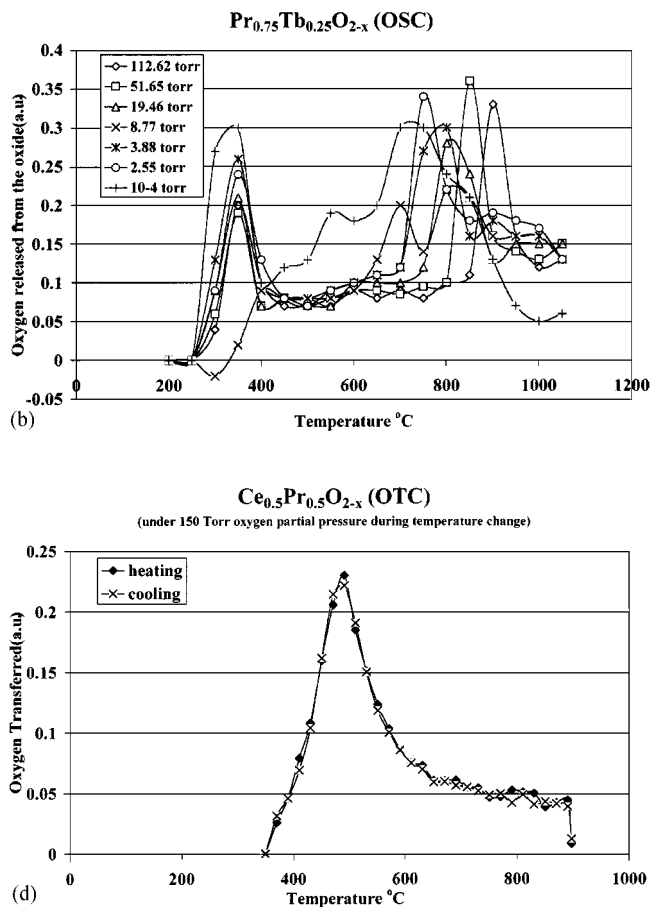 Pr0.75Tb0.25O2-x (OSC)
0.4
0.35
0.3
0.25
0.2
0.15
0.1
0.05
0
-0.05
Oxygen released from the oxide(a.u)
112.62 torr
51.65 torr
19.46 torr
8.77 torr
3.88 torr
2.55 torr
10-4 torr
200 400 600 800 1000 1200
Temperature °C
(b)
Ce0.5Pr0.5O2-x (OTC)
(under 150 Torr oxygen partial pressure during temperature change)
0.25
0.2
0.15
0.1
0.05
0
Oxygen Transferred(a.u)
heating
cooling
0 200 400 600 800 1000
Temperature °C
(d)